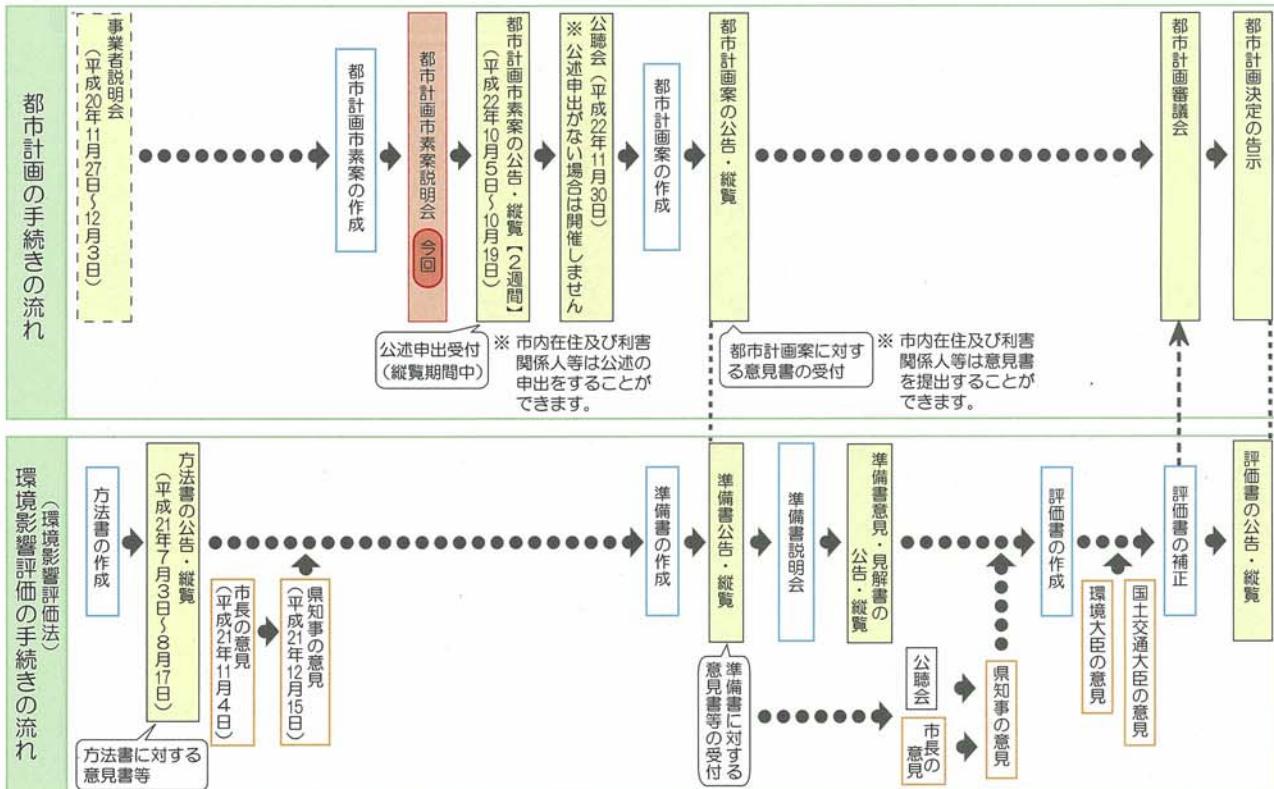 都市計画の手続きの流れ
事業者説明会
（平成20年11月27日〜12月3日）
都市計画市素案の作成
都市計画市素案説明会 今回
都市計画市素案の公告・縦覧【2週間】
（平成22年10月5日〜10月19日）
公聴会（平成22年11月30日）
※ 公述申出がない場合は開催しません
都市計画案の作成
都市計画案の公告・縦覧
都市計画審議会
都市計画決定の告示
公述申出受付
（縦覧期間中）
※ 市内在住及び利害
関係人等は公述の
申出をすることが
できます。
都市計画案に対す
る意見書の受付
※ 市内在住及び利害
関係人等は意見書
を提出することが
できます。
（環境影響評価法）
環境影響評価の手続きの流れ
方法書の作成
方法書の公告・縦覧
（平成21年7月3日〜8月17日）
方法書に対する
意見書等
市長の意見
（平成21年11月4日）
県知事の意見
（平成21年12月15日）
準備書の作成
準備書公告・縦覧
準備書に対する
意見書等の受付
準備書説明会
準備書意見・見解書の
公告・縦覧
公聴会
市長の
意見
県知事の意見
評価書の作成
環境大臣の意見
国土交通大臣の意見
評価書の補正
評価書の公告・縦覧